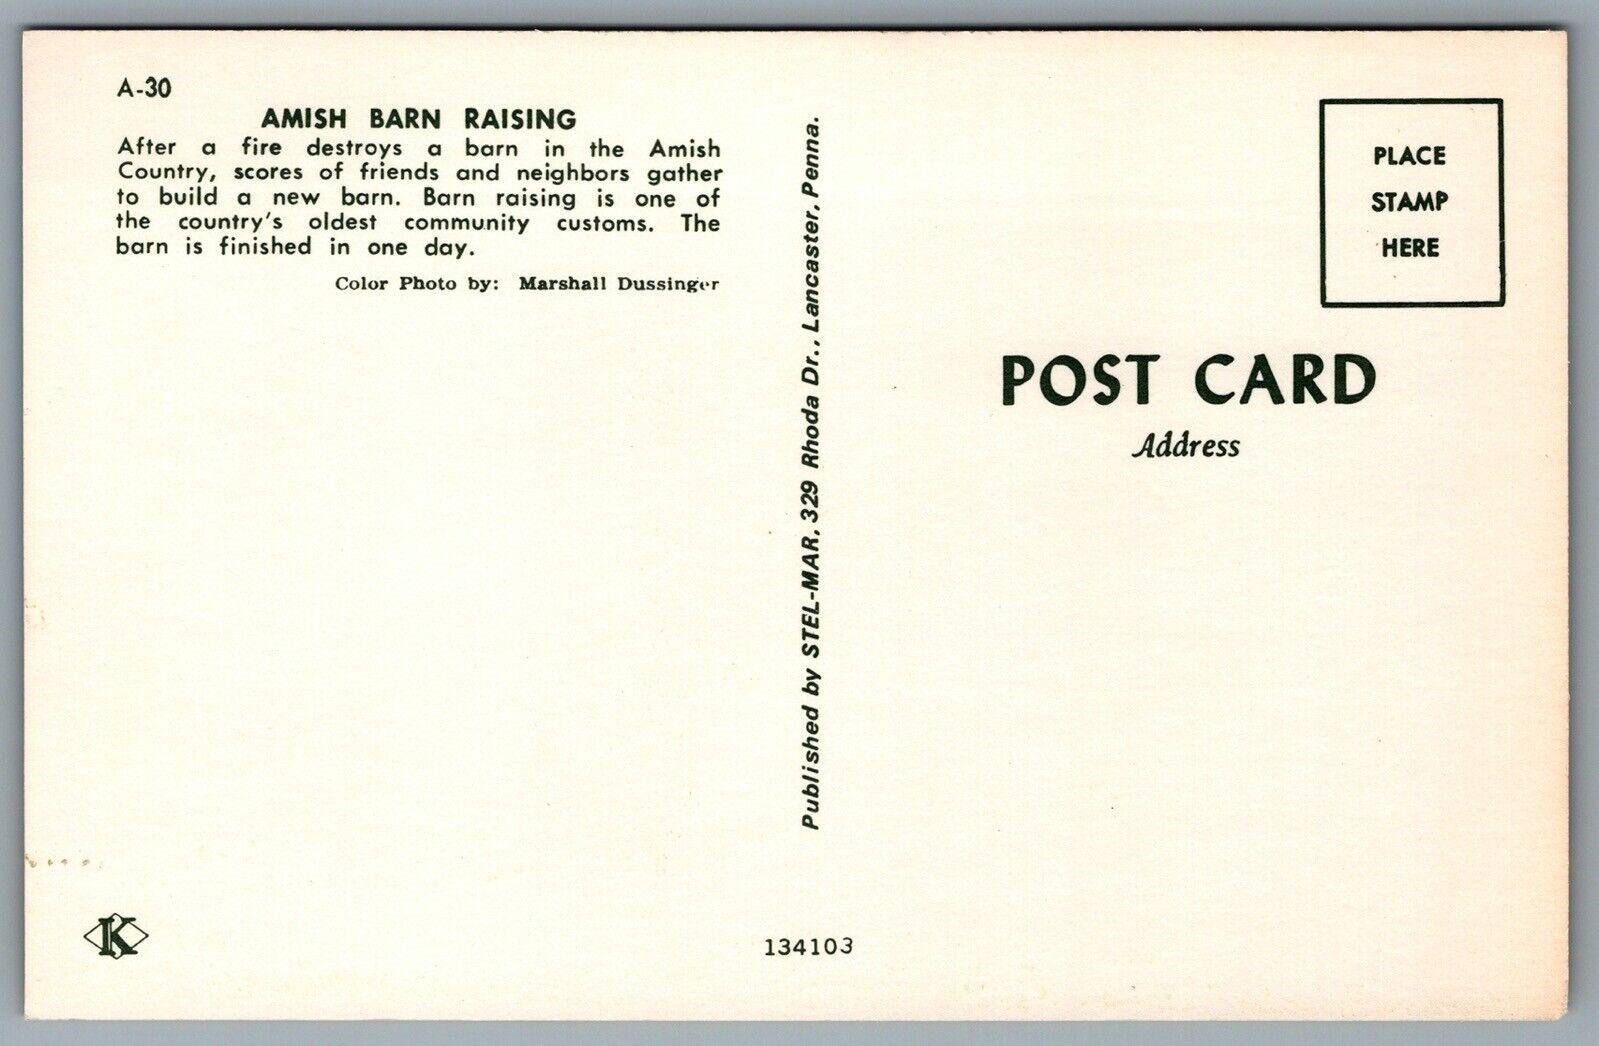 A-30
AMISH BARN RAISING
After a fire destroys a barn in the Amish
Country, scores of friends and neighbors gather
to build a new barn. Barn raising is one of
the country's oldest community customs. The
barn is finished in one day.
Color Photo by: Marshall Dussinger
K
Published by STEL-MAR, 329 Rhoda Dr., Lancaster, Penna.
134103
PLACE
STAMP
HERE
POST CARD
Address